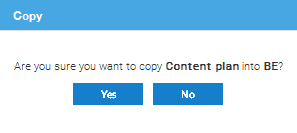 Copy
Are you sure you want to copy Content plan into BE?
Yes
No